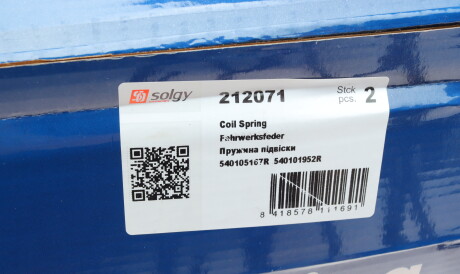 solgy 212071 Stck pcs. 2
Coil Spring
Fahrwerksfeder
Пружина підвіски
540105167R 540101952R
8 418578 111691